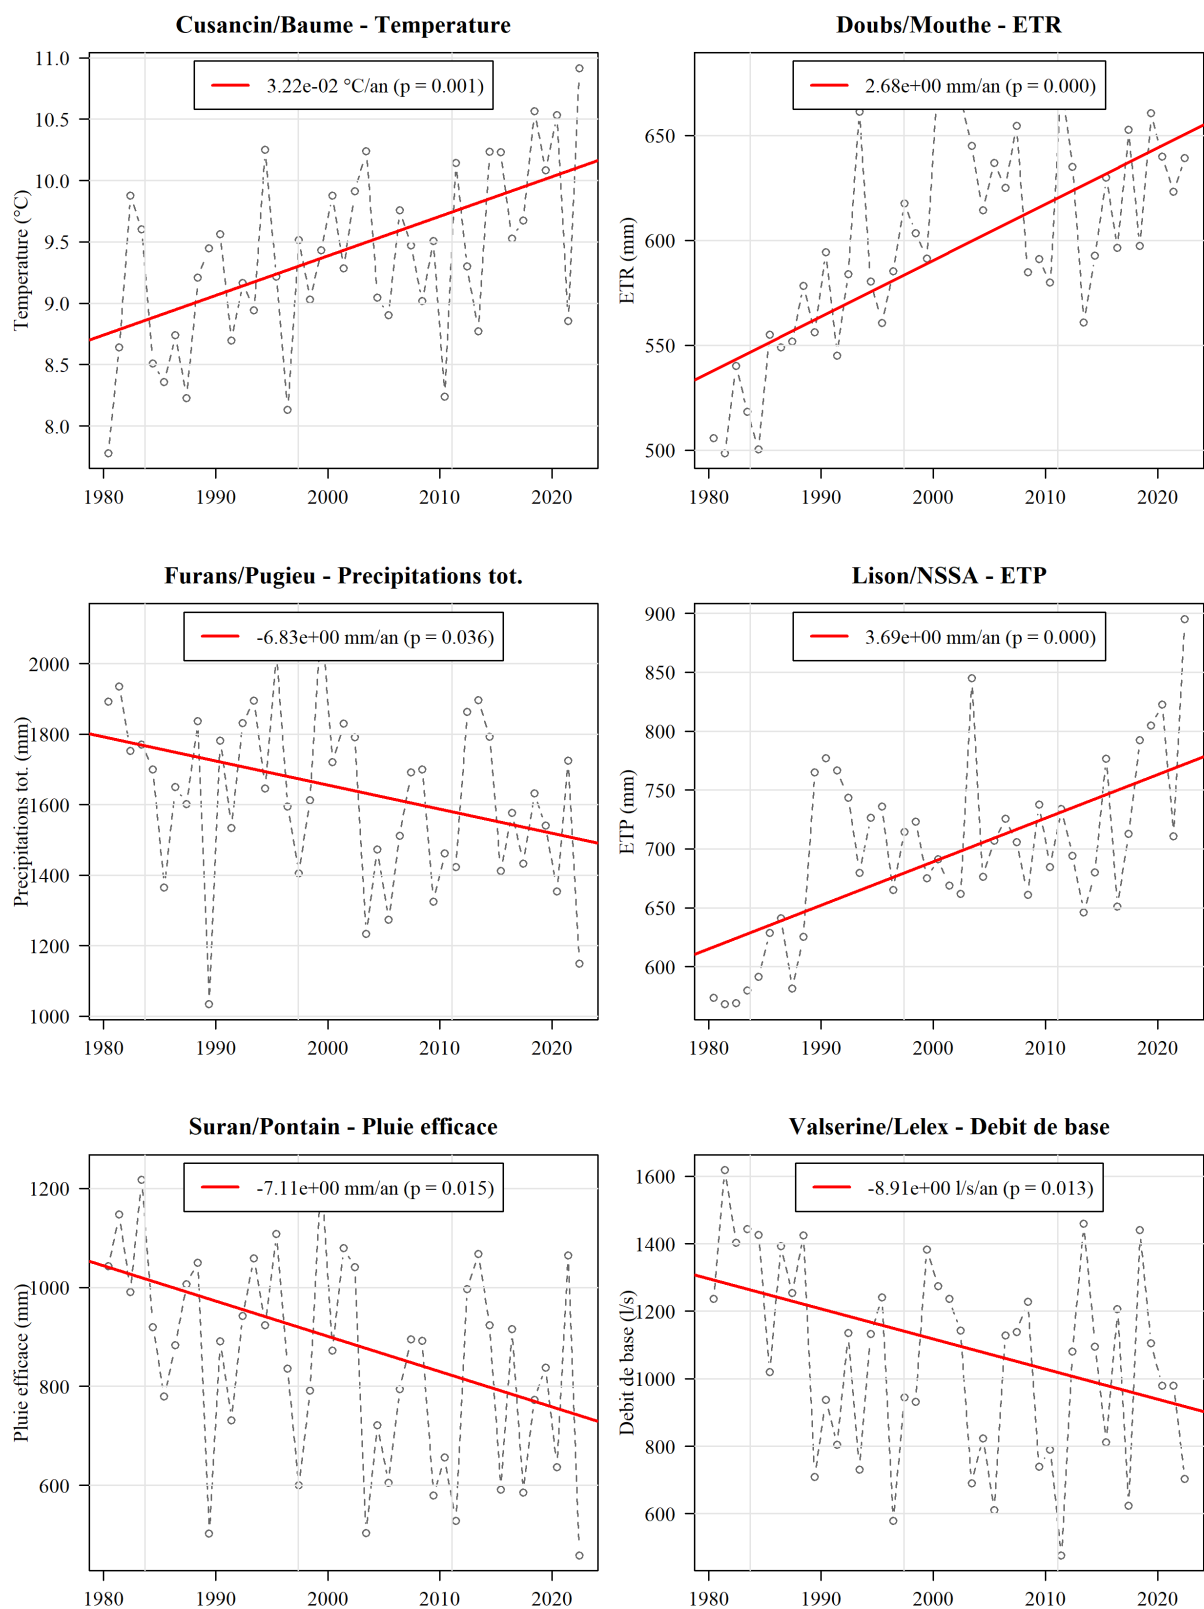 Cusancin/Baume - Temperature
3.22e-02 °C/an (p = 0.001)
Temperature (°C)
11.0
10.5
10.0
9.5
9.0
8.5
8.0
1980 1990 2000 2010 2020
Doubs/Mouthe - ETR
2.68e+00 mm/an (p = 0.000)
ETR (mm)
650
600
550
500
1980 1990 2000 2010 2020
Furans/Pugieu - Precipitations tot.
-6.83e+00 mm/an (p = 0.036)
Precipitations tot. (mm)
2000
1800
1600
1400
1200
1000
1980 1990 2000 2010 2020
Lison/NSSA - ETP
3.69e+00 mm/an (p = 0.000)
ETP (mm)
900
850
800
750
700
650
600
1980 1990 2000 2010 2020
Suran/Pontain - Pluie efficace
-7.11e+00 mm/an (p = 0.015)
Pluie efficace (mm)
1200
1000
800
600
1980 1990 2000 2010 2020
Valserine/Lelex - Debit de base
-8.91e+00 l/s/an (p = 0.013)
Debit de base (l/s)
1600
1400
1200
1000
800
600
1980 1990 2000 2010 2020